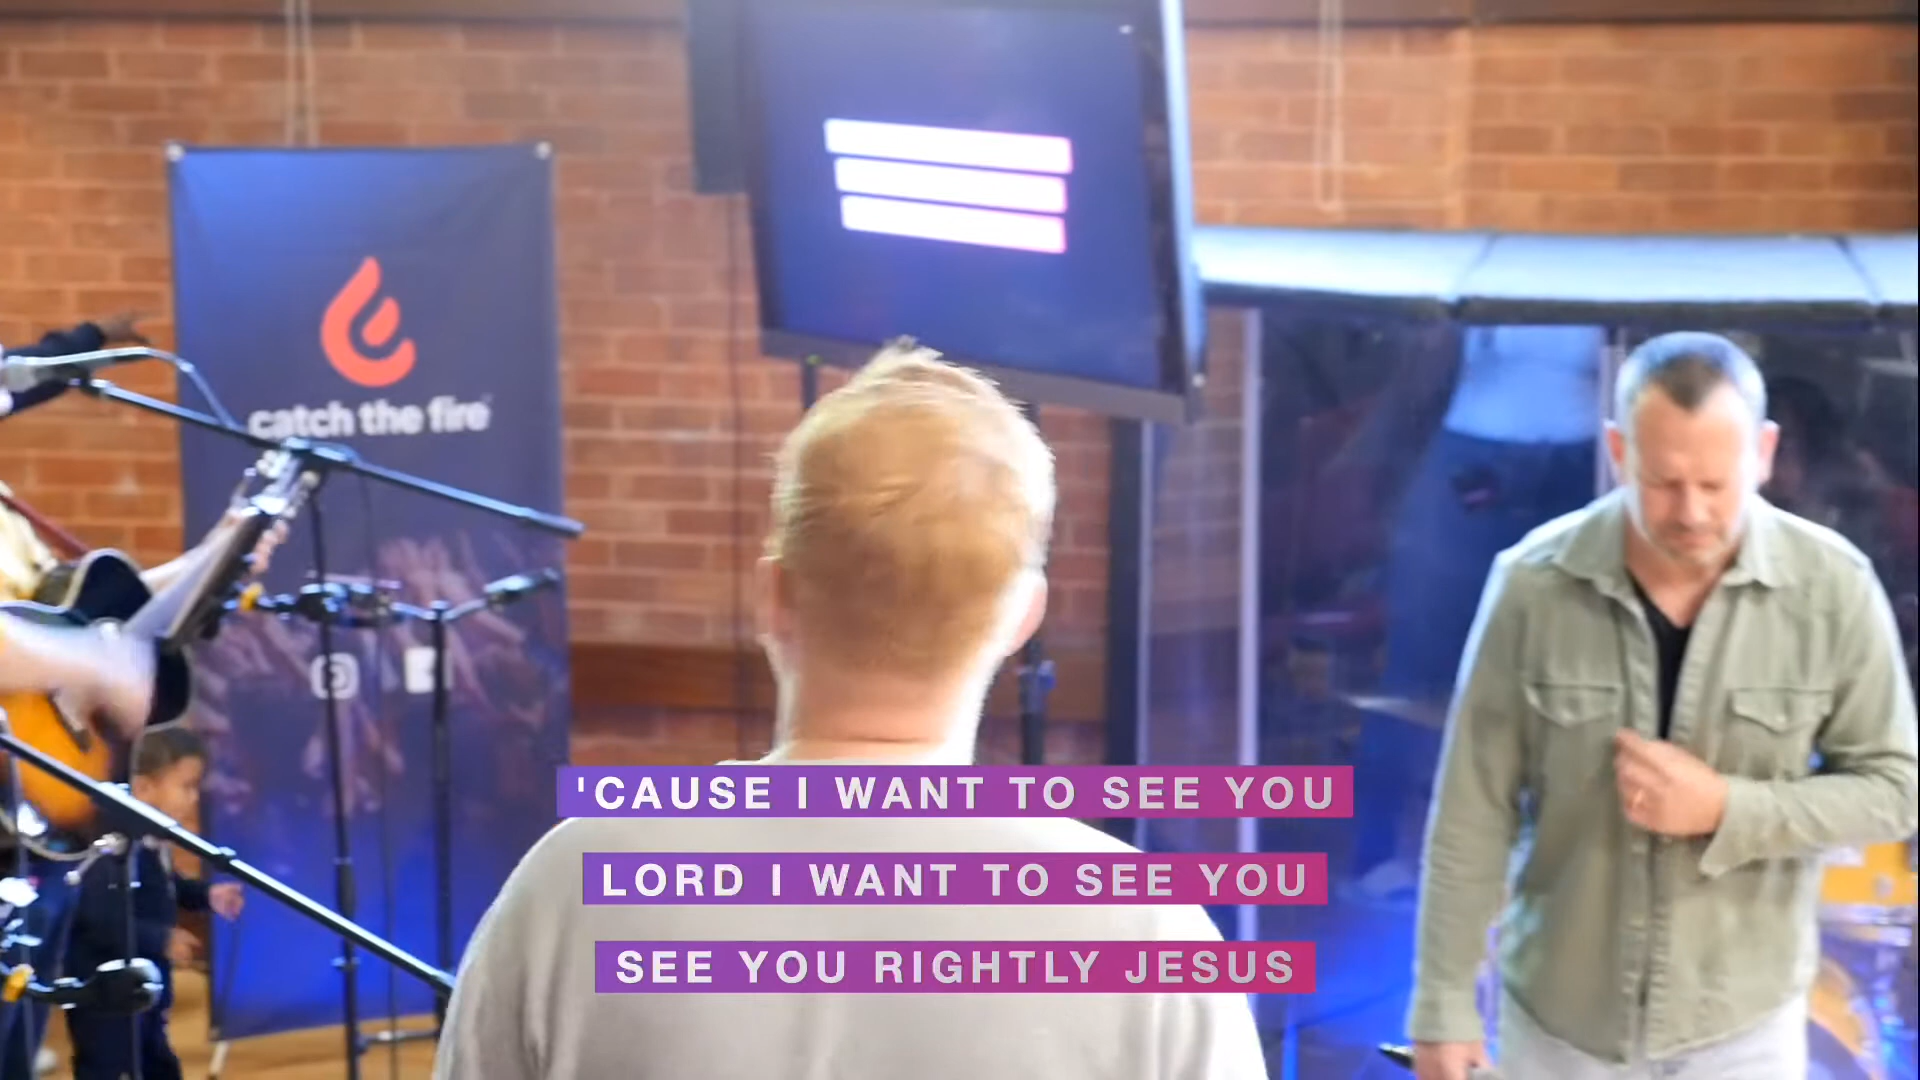 catch the fire
'CAUSE I WANT TO SEE YOU
LORD I WANT TO SEE YOU
SEE YOU RIGHTLY JESUS